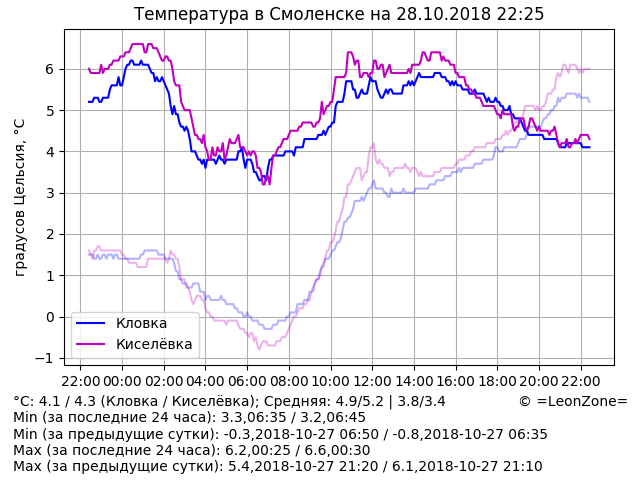 Температура в Смоленске на 28.10.2018 22:25
градусов Цельсия, °C
6
5
4
3
2
1
0
−1
Кловка
Киселёвка
22:00 00:00 02:00 04:00 06:00 08:00 10:00 12:00 14:00 16:00 18:00 20:00 22:00
°C: 4.1 / 4.3 (Кловка / Киселёвка); Средняя: 4.9/5.2 | 3.8/3.4 © =LeonZone=
Min (за последние 24 часа): 3.3,06:35 / 3.2,06:45
Min (за предыдущие сутки): -0.3,2018-10-27 06:50 / -0.8,2018-10-27 06:35
Max (за последние 24 часа): 6.2,00:25 / 6.6,00:30
Max (за предыдущие сутки): 5.4,2018-10-27 21:20 / 6.1,2018-10-27 21:10